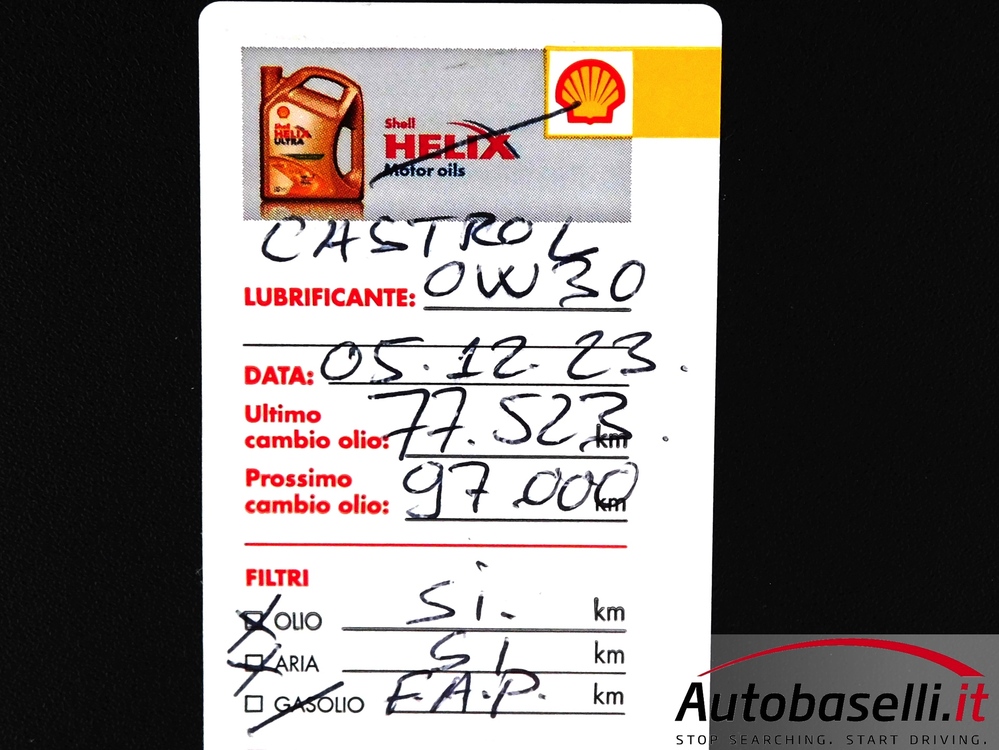 Shell
HELIX
ULTRA
Shell
HELIX
Motor oils
CASTROL
LUBRIFICANTE: 0W30
DATA: 05.12.23.
Ultimo
cambio olio: 77.523 km.
Prossimo
cambio olio: 97.000 km
FILTRI
OLIO Si. km
ARIA SI km
GASOLIO F.A.P. km
Autobaselli.it
STOP SEARCHING. START DRIVING.